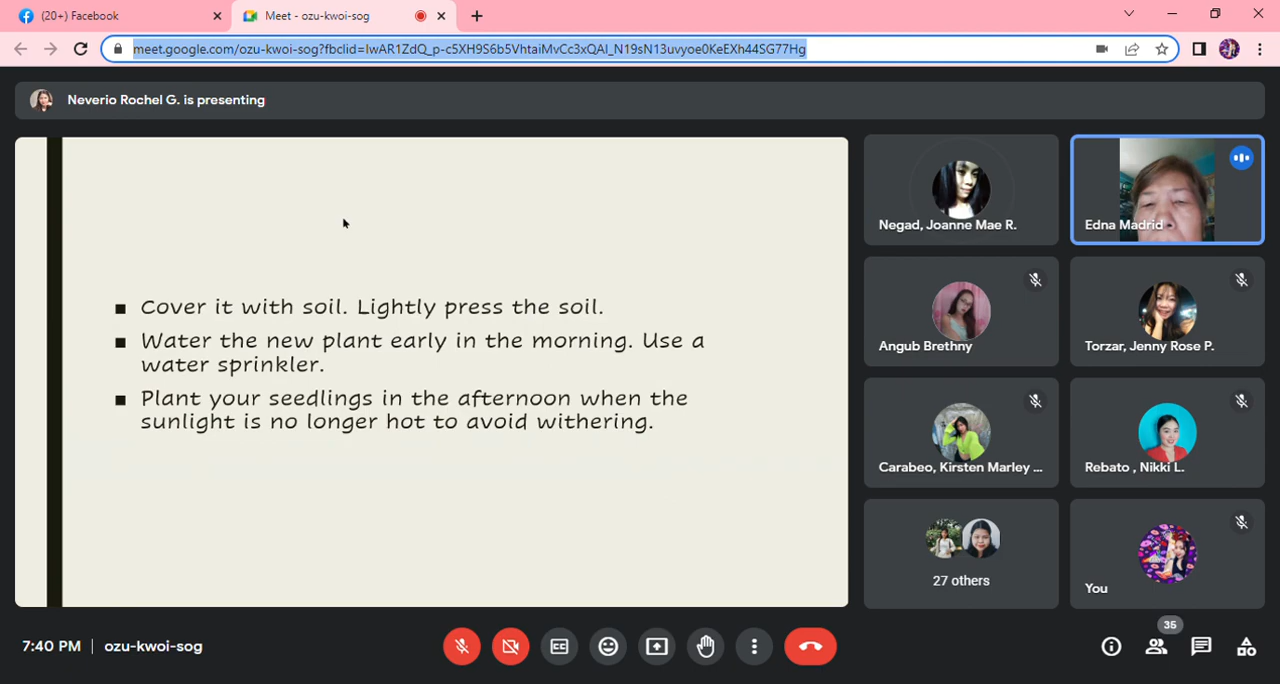 (20+) Facebook
Meet - ozu-kwoi-sog
meet.google.com/ozu-kwoi-sog?fbclid=IwAR1ZdQ_p-c5XH9S6b5VhtaiMvCc3xQAI_N19sN13uvyoe0KeEXh44SG77Hg
Neverio Rochel G. is presenting
■ Cover it with soil. Lightly press the soil.
■ Water the new plant early in the morning. Use a
water sprinkler.
■ Plant your seedlings in the afternoon when the
sunlight is no longer hot to avoid withering.
Negad, Joanne Mae R.
Edna Madrid
Angub Brethny
Torzar, Jenny Rose P.
Carabeo, Kirsten Marley ...
Rebato , Nikki L.
27 others
You
7:40 PM | ozu-kwoi-sog
35